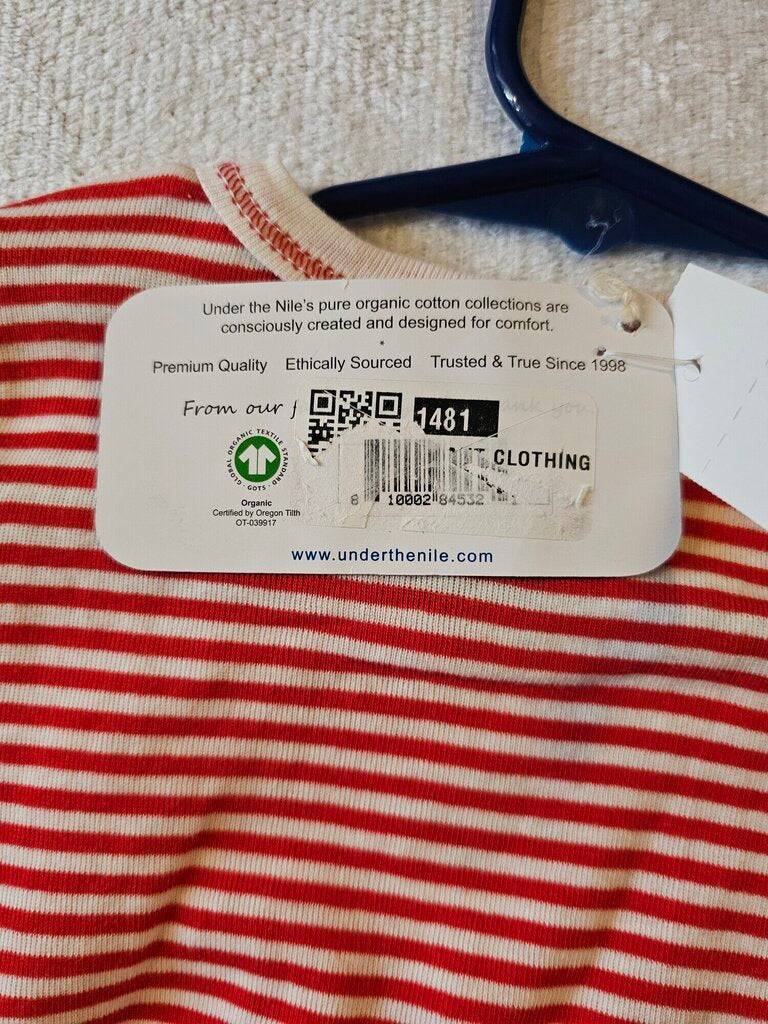 Under the Nile's pure organic cotton collections are
consciously created and designed for comfort.
Premium Quality Ethically Sourced Trusted & True Since 1998
From our
1481
CLOTHING
GLOBAL ORGANIC TEXTILE STANDARD · GOTS ·
8 10002 84532 1
Organic
Certified by Oregon Tilth
OT-039917
www.underthenile.com